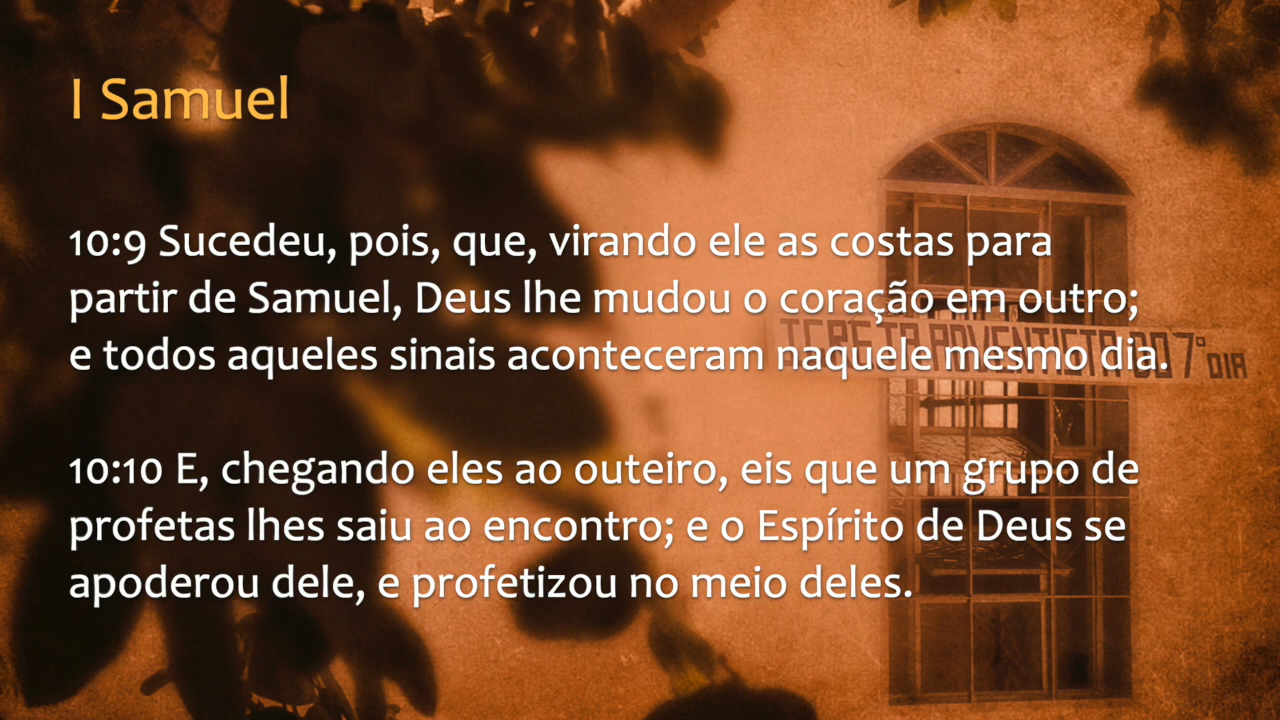 I Samuel
10:9 Sucedeu, pois, que, virando ele as costas para
partir de Samuel, Deus lhe mudou o coração em outro;
e todos aqueles sinais aconteceram naquele mesmo dia.
10:10 E, chegando eles ao outeiro, eis que um grupo de
profetas lhes saiu ao encontro; e o Espírito de Deus se
apoderou dele, e profetizou no meio deles.
7° DIA